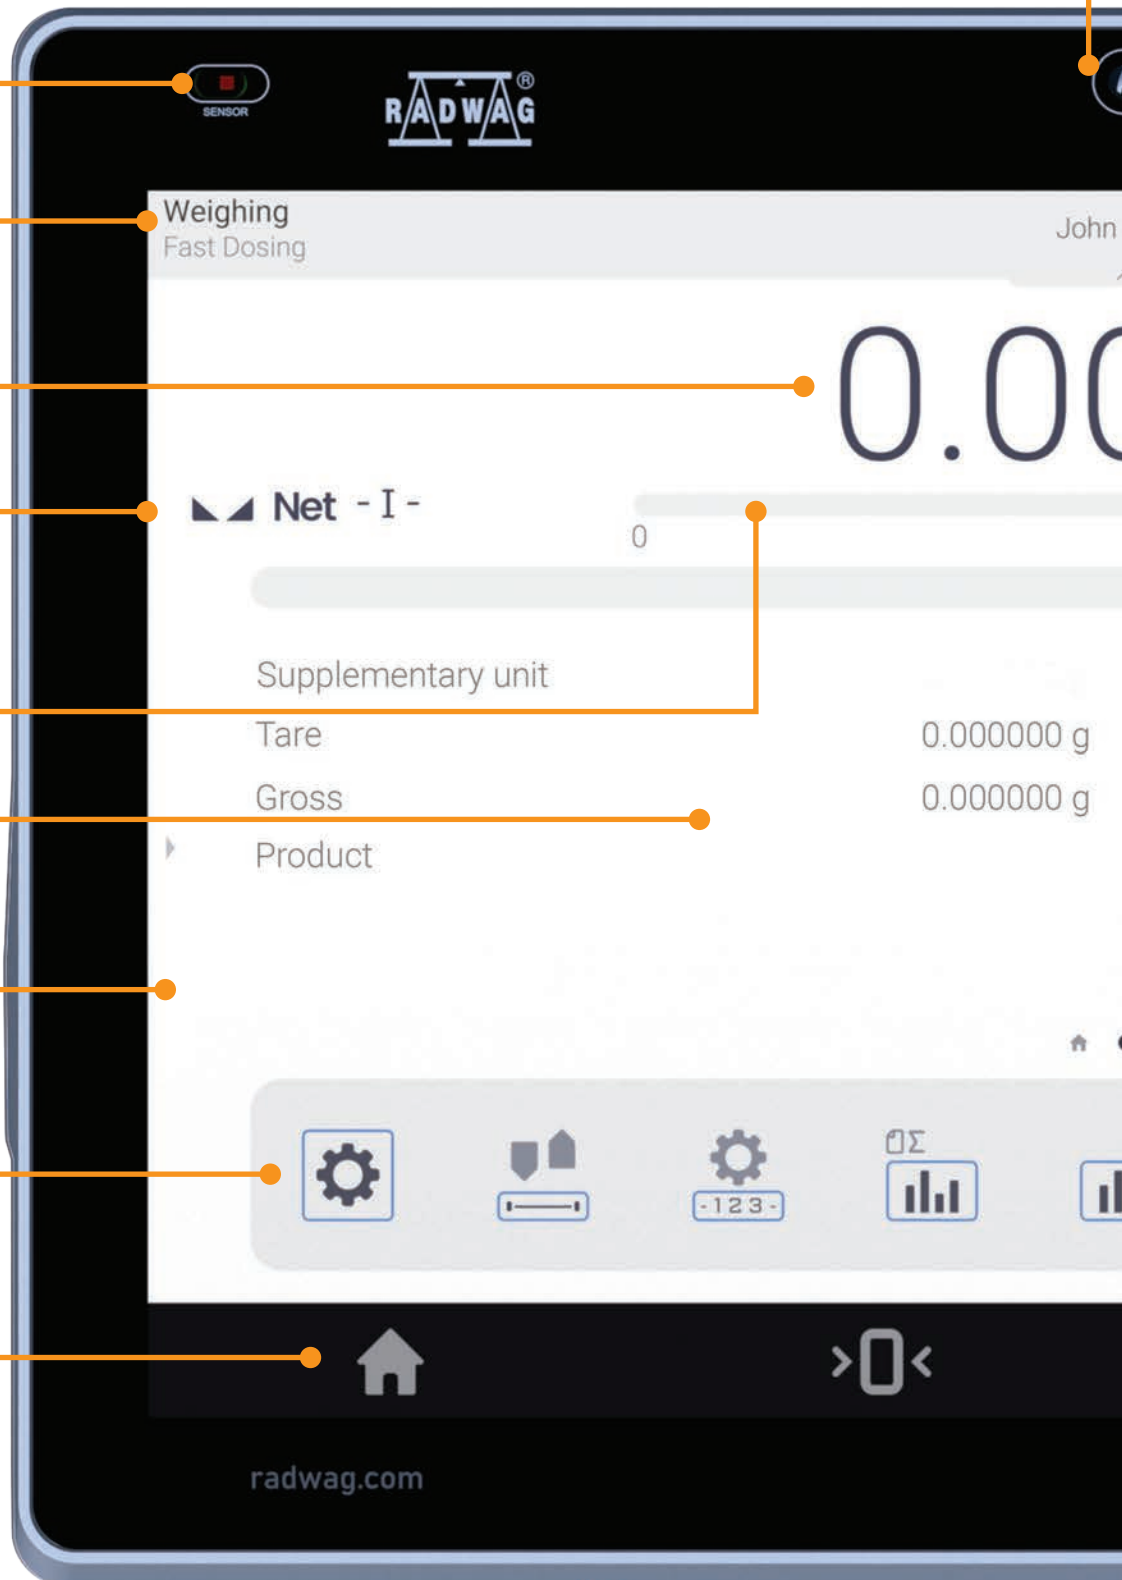 SENSOR
RADWAG®
Weighing
Fast Dosing
John
0.00
Net -I-
0
Supplementary unit
Tare 0.000000 g
Gross 0.000000 g
Product
Σ
-123-
>0<
radwag.com